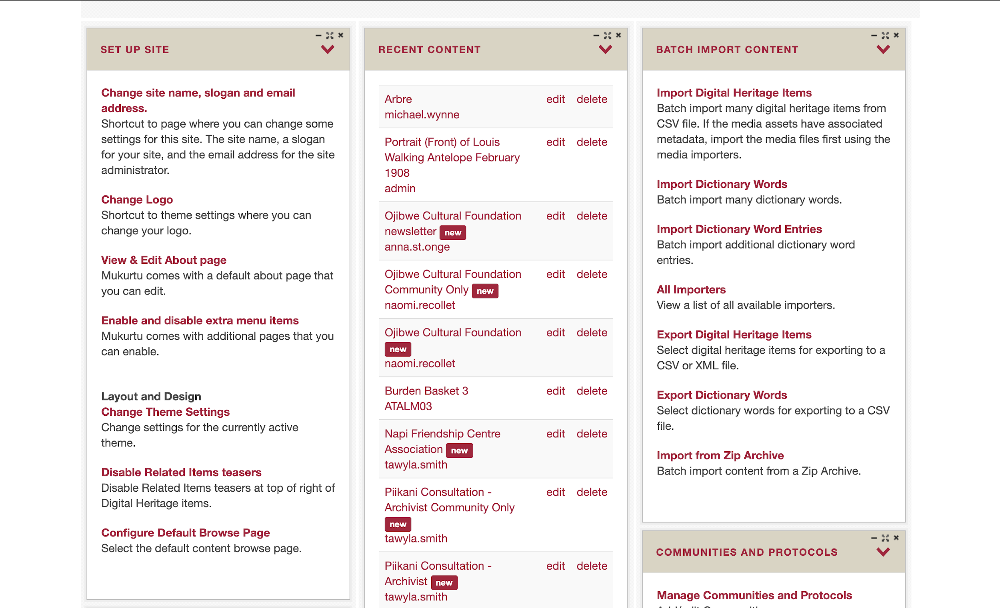 SET UP SITE
Change site name, slogan and email
address.
Shortcut to page where you can change some
settings for this site. The site name, a slogan
for your site, and the email address for the site
administrator.
Change Logo
Shortcut to theme settings where you can
change your logo.
View & Edit About page
Mukurtu comes with a default about page that
you can edit.
Enable and disable extra menu items
Mukurtu comes with additional pages that you
can enable.
Layout and Design
Change Theme Settings
Change settings for the currently active
theme.
Disable Related Items teasers
Disable Related Items teasers at top of right of
Digital Heritage items.
Configure Default Browse Page
Select the default content browse page.
RECENT CONTENT
Arbre edit delete
michael.wynne
Portrait (Front) of Louis edit delete
Walking Antelope February
1908
admin
Ojibwe Cultural Foundation edit delete
newsletter new
anna.st.onge
Ojibwe Cultural Foundation edit delete
Community Only new
naomi.recollet
Ojibwe Cultural Foundation edit delete
new
naomi.recollet
Burden Basket 3 edit delete
ATALM03
Napi Friendship Centre edit delete
Association new
tawyla.smith
Piikani Consultation - edit delete
Archivist Community Only
new
tawyla.smith
Piikani Consultation - edit delete
Archivist new
tawyla.smith
BATCH IMPORT CONTENT
Import Digital Heritage Items
Batch import many digital heritage items from
CSV file. If the media assets have associated
metadata, import the media files first using the
media importers.
Import Dictionary Words
Batch import many dictionary words.
Import Dictionary Word Entries
Batch import additional dictionary word
entries.
All Importers
View a list of all available importers.
Export Digital Heritage Items
Select digital heritage items for exporting to a
CSV or XML file.
Export Dictionary Words
Select dictionary words for exporting to a CSV
file.
Import from Zip Archive
Batch import content from a Zip Archive.
COMMUNITIES AND PROTOCOLS
Manage Communities and Protocols